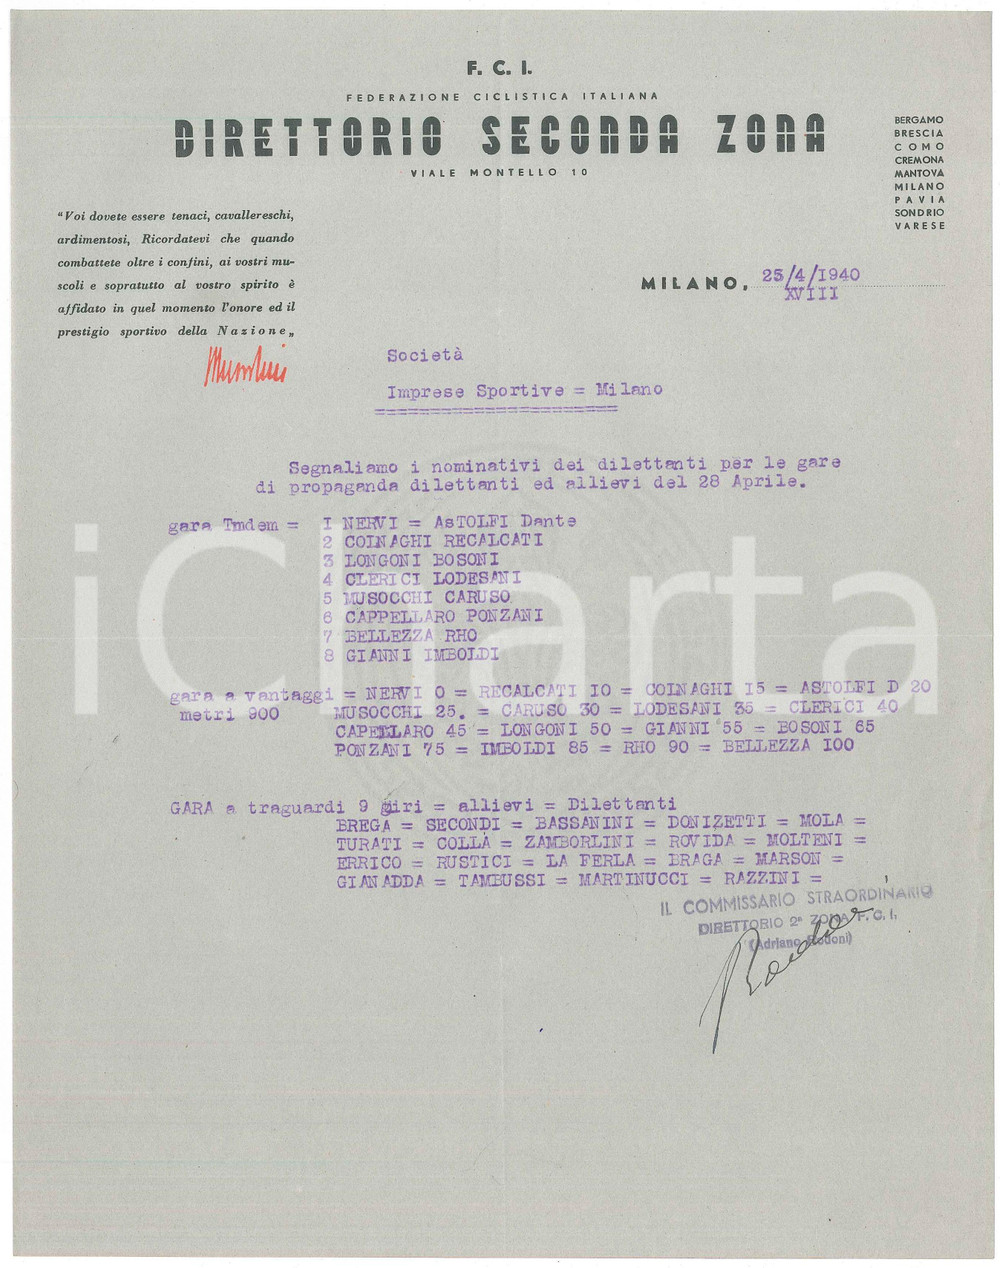 F. C. I.
FEDERAZIONE CICLISTICA ITALIANA
DIRETTORIO SECONDA ZONA
VIALE MONTELLO 10
BERGAMO
BRESCIA
COMO
CREMONA
MANTOVA
MILANO
PAVIA
SONDRIO
VARESE
"Voi dovete essere tenaci, cavallereschi,
ardimentosi, Ricordatevi che quando
combattete oltre i confini, ai vostri mu-
scoli e sopratutto al vostro spirito è
affidato in quel momento l'onore ed il
prestigio sportivo della Nazione„
Mussolini
MILANO, 25/4/1940
XVIII
Società
Imprese Sportive = Milano
Segnaliamo i nominativi dei dilettanti per le gare
di propaganda dilettanti ed allievi del 28 Aprile.
gara Tmdem = I NERVI = AsTOLFI Dante
2 COINAGHI RECALCATI
3 LONGONI BOSONI
4 CLERICI LODESANI
5 MUSOCCHI CARUSO
6 CAPPELLARO PONZANI
7 BELLEZZA RHO
8 GIANNI IMBOLDI
gara a vantaggi = NERVI 0 = RECALCATI IO = COINAGHI I5 = ASTOLFI D 20
metri 900 MUSOCCHI 25. = CARUSO 30 = LODESANI 35 = CLERICI 40
CAPELLARO 45 = LONGONI 50 = GIANNI 55 = BOSONI 65
PONZANI 75 = IMBOLDI 85 = RHO 90 = BELLEZZA I00
GARA a traguardi 9 giri = allievi = Dilettanti
BREGA = SECONDI = BASSANINI = DONIZETTI = MOLA =
TURATI = COLLA = ZAMBORLINI = ROVIDA = MOLTENI =
ERRICO = RUSTICI = LA FERLA = BRAGA = MARSON =
GIANADDA = TAMBUSSI = MARTINUCCI = RAZZINI =
IL COMMISSARIO STRAORDINARIO
DIRETTORIO 2ª ZONA F. C. I.
(Adriano Rodoni)
Rodoni
iCharta